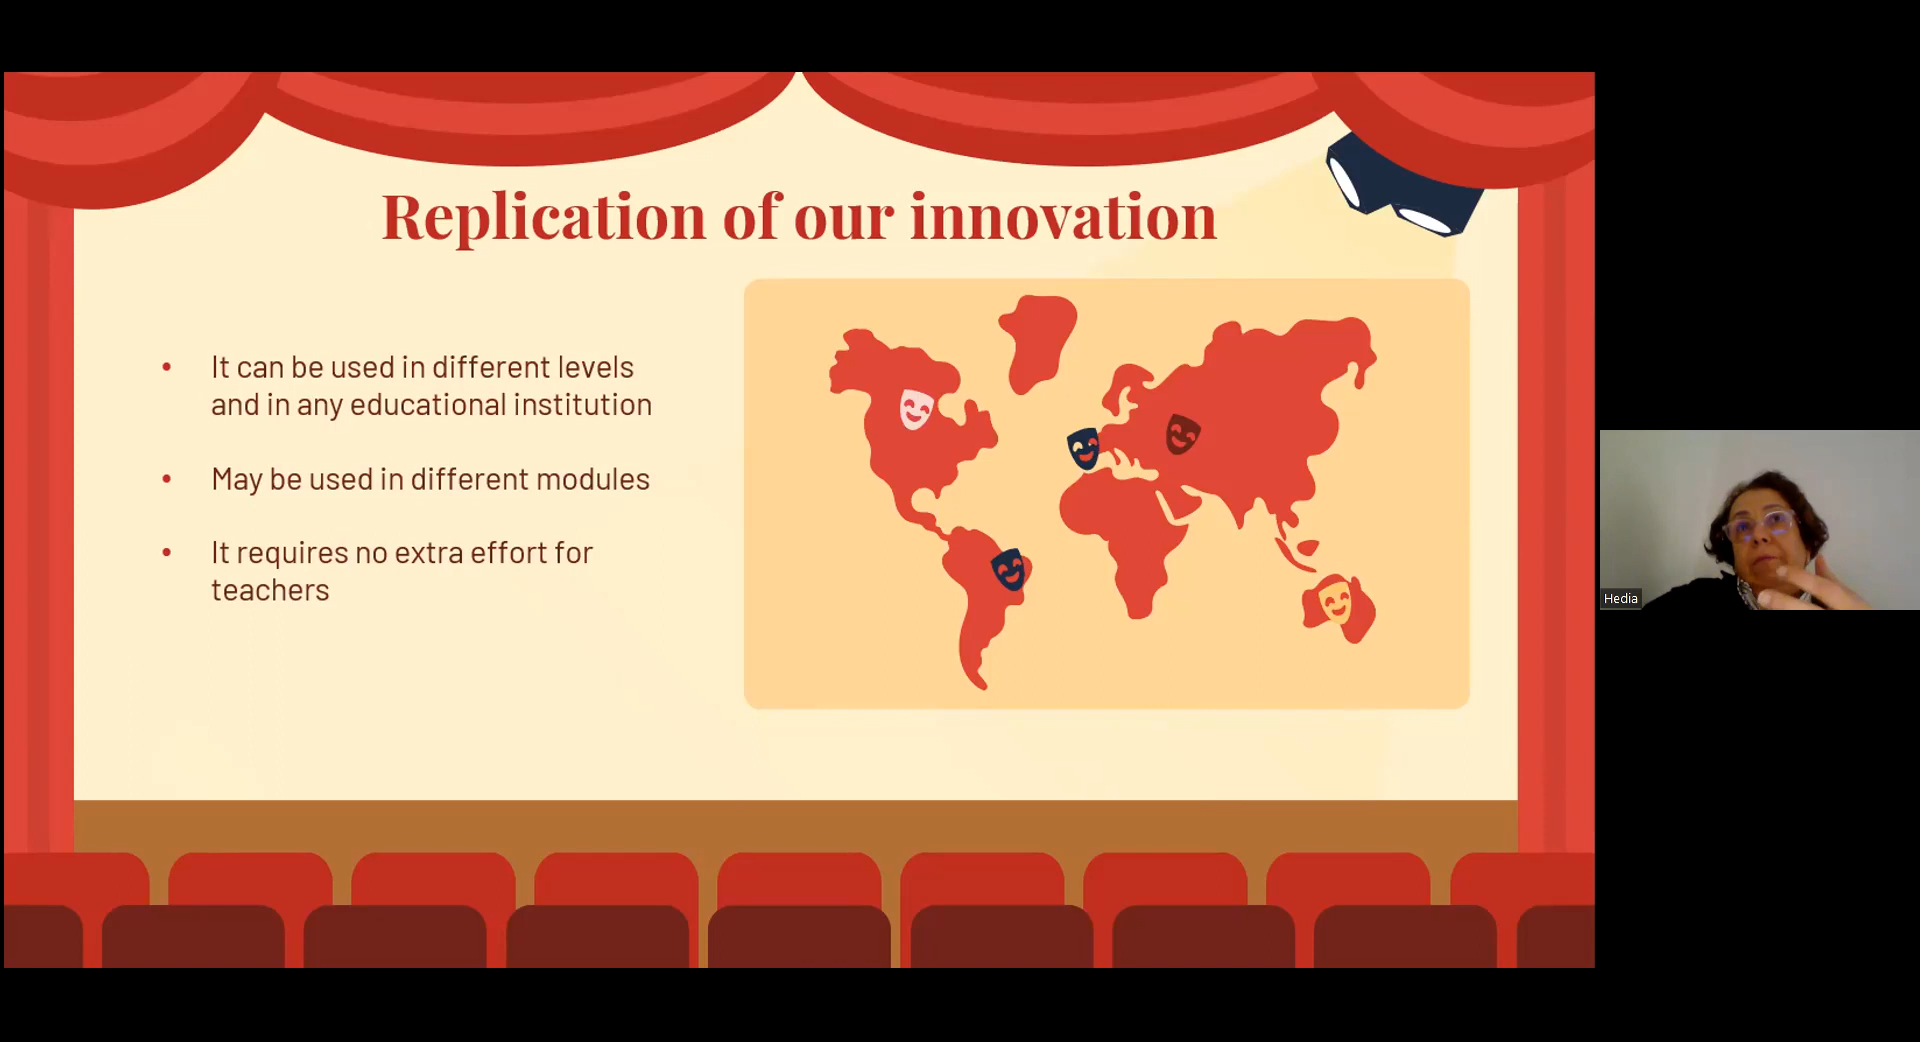 Replication of our innovation
• It can be used in different levels
and in any educational institution
• May be used in different modules
• It requires no extra effort for
teachers
Hedia